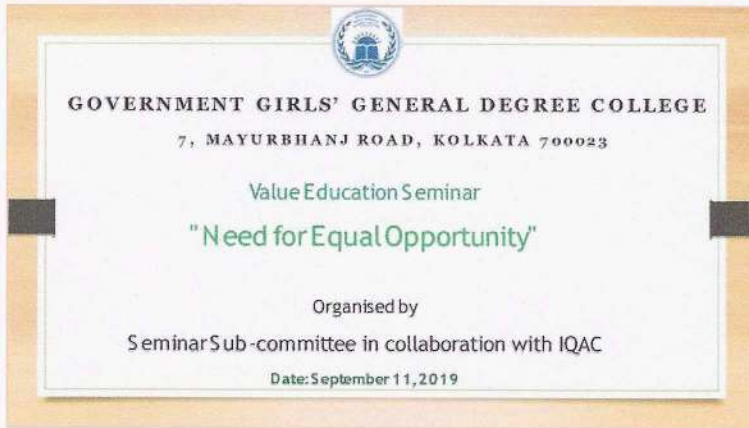 GOVERNMENT GIRLS' GENERAL DEGREE COLLEGE
7, MAYURBHANJ ROAD, KOLKATA 700023
Value Education Seminar
"Need for Equal Opportunity"
Organised by
Seminar Sub-committee in collaboration with IQAC
Date: September 11, 2019